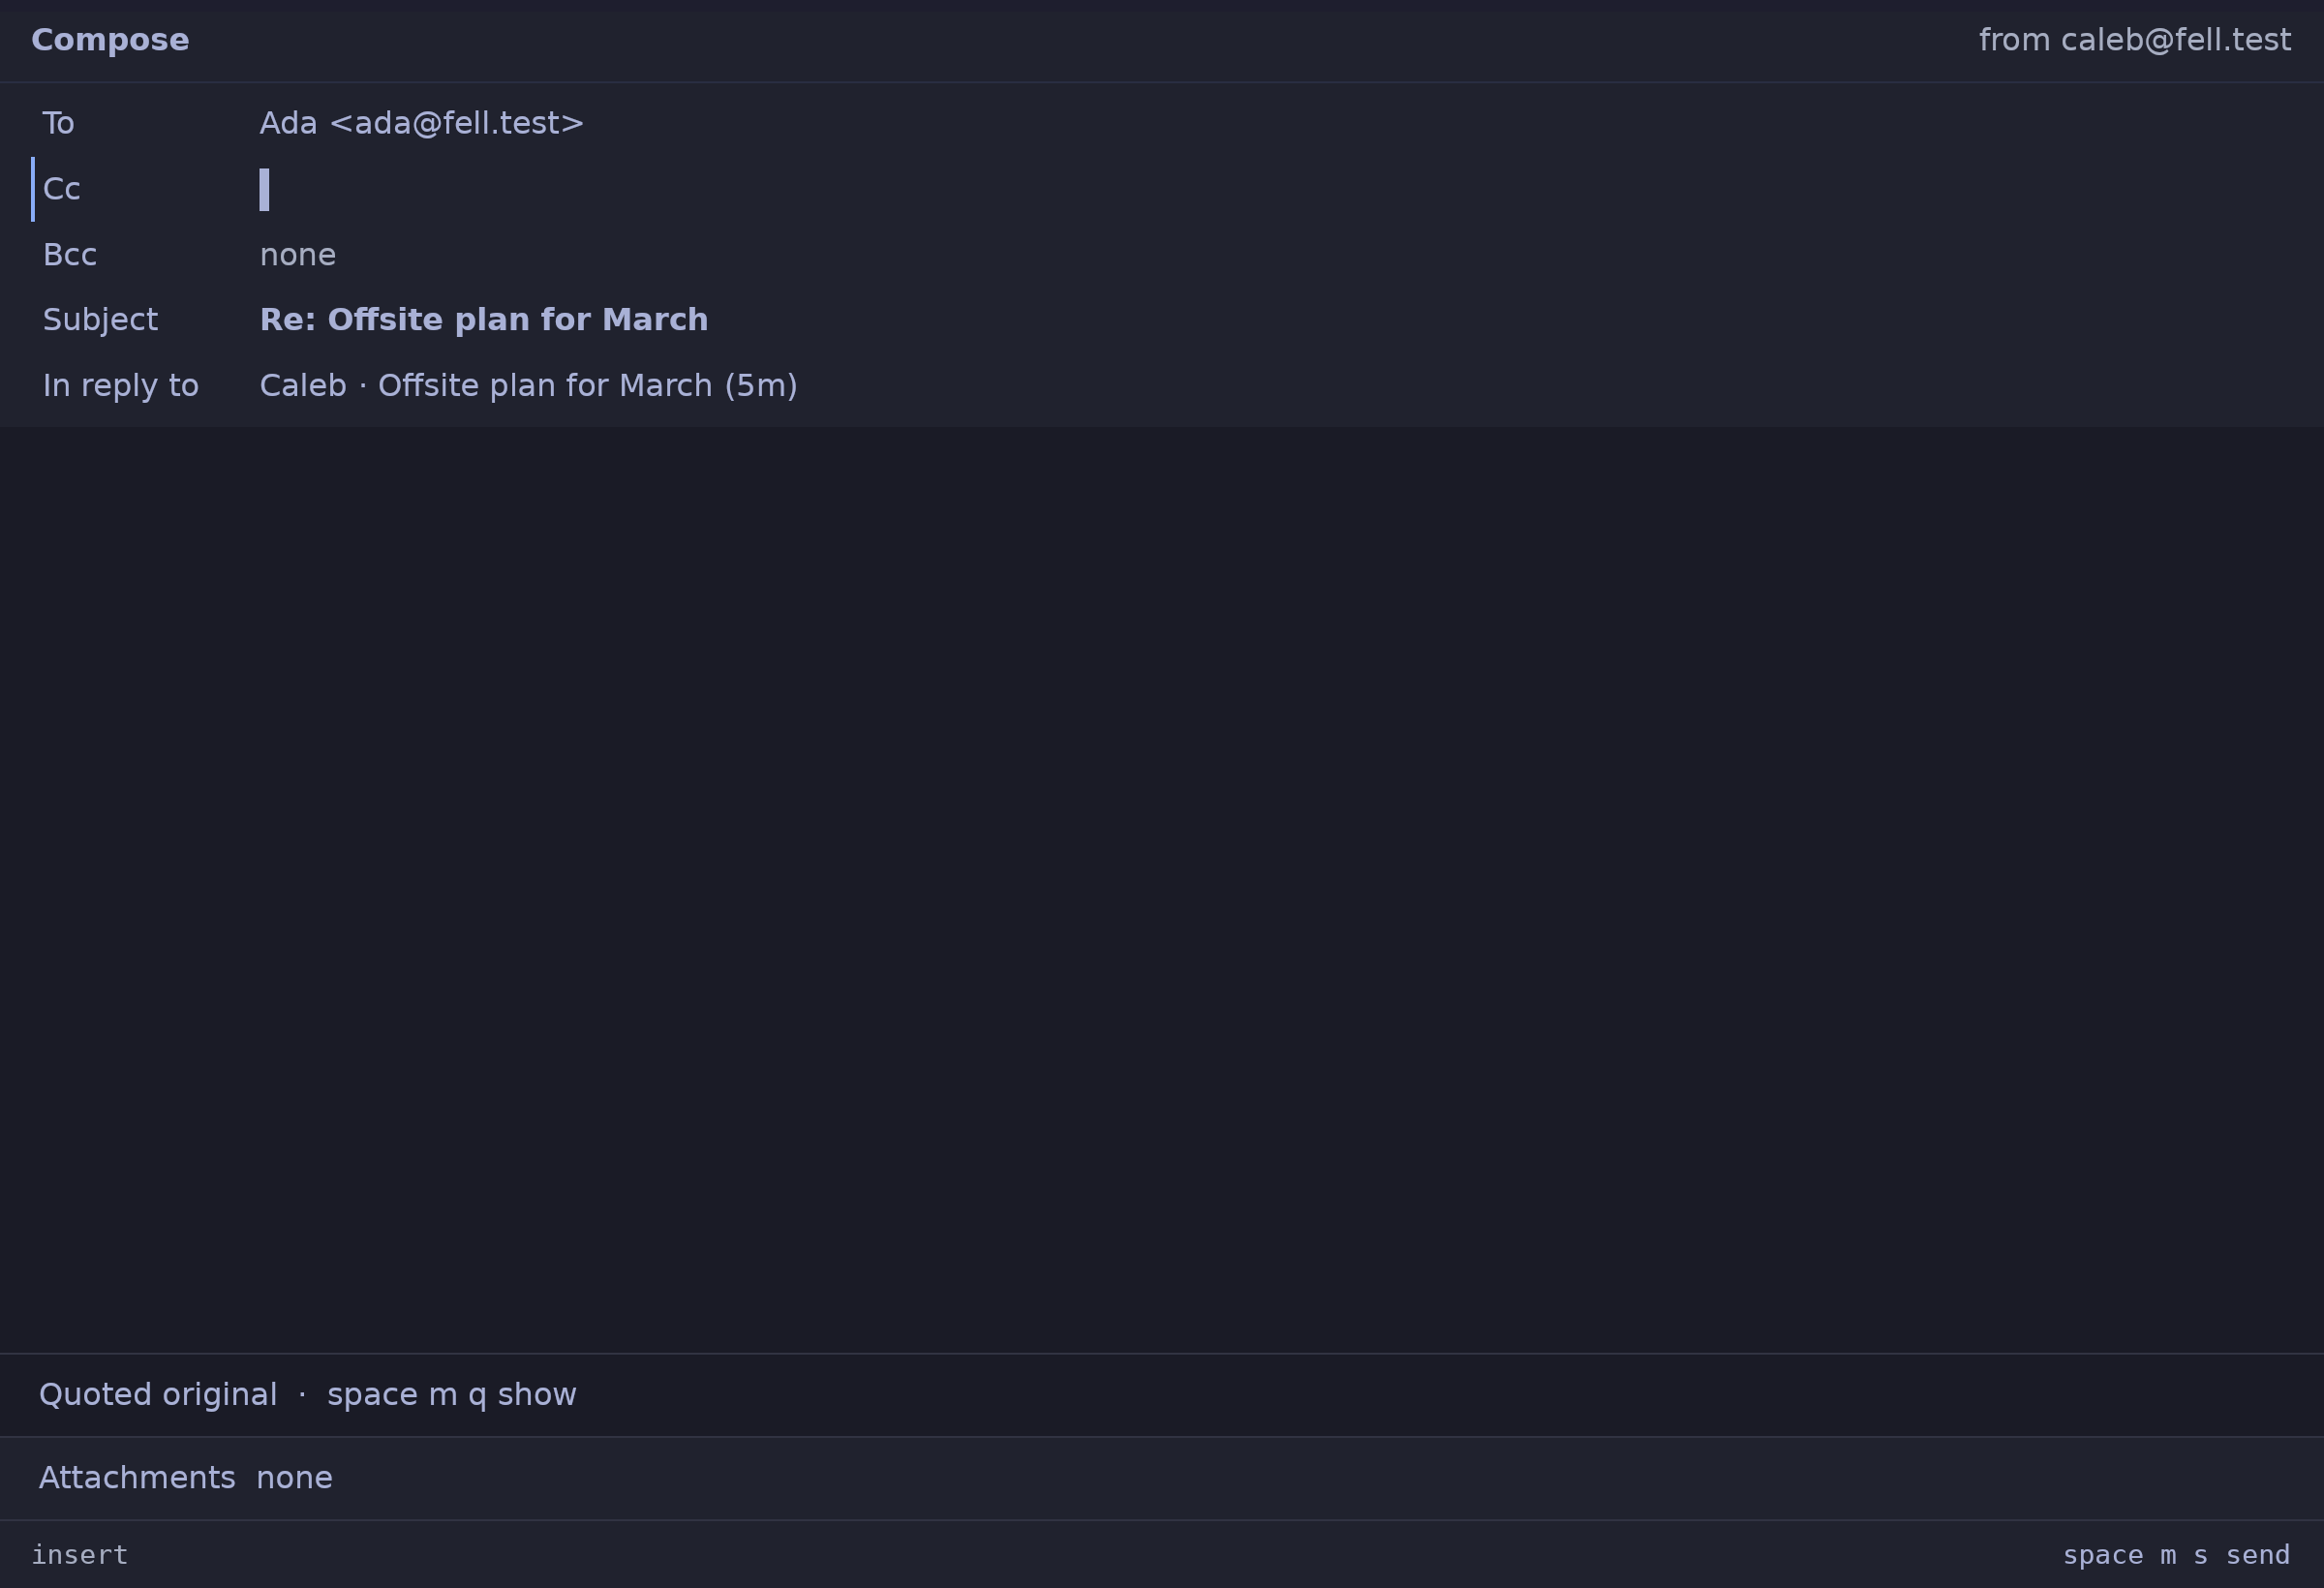 Compose from caleb@fell.test
To Ada <ada@fell.test>
Cc
Bcc none
Subject Re: Offsite plan for March
In reply to Caleb · Offsite plan for March (5m)
Quoted original · space m q show
Attachments none
insert space m s send